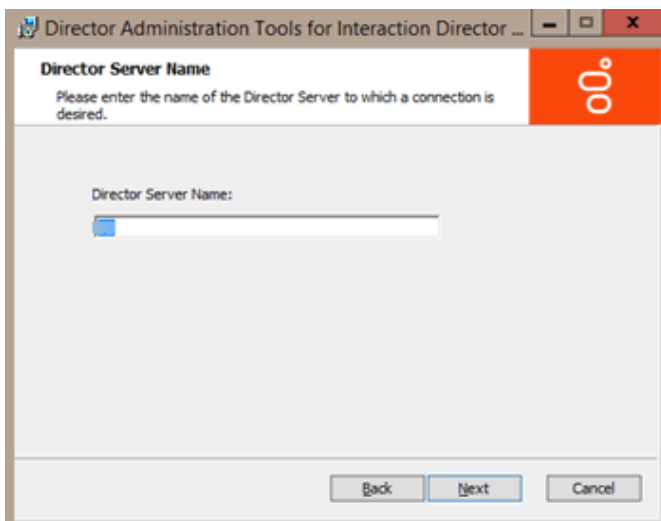 Director Administration Tools for Interaction Director ...
Director Server Name
Please enter the name of the Director Server to which a connection is
desired.
Director Server Name:
Back
Next
Cancel